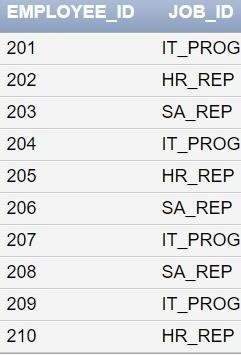 EMPLOYEE_ID JOB_ID
201 IT_PROG
202 HR_REP
203 SA_REP
204 IT_PROG
205 HR_REP
206 SA_REP
207 IT_PROG
208 SA_REP
209 IT_PROG
210 HR_REP